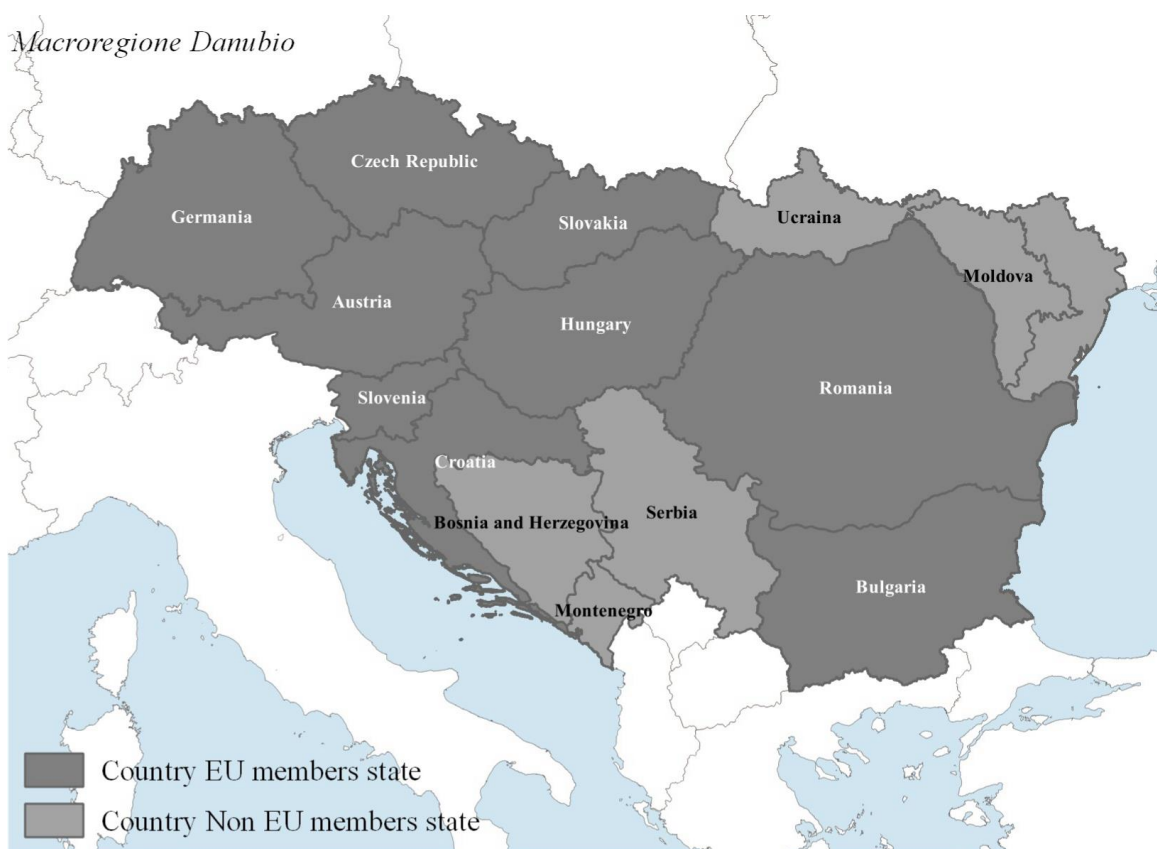 Macroregione Danubio
Czech Republic
Germania
Slovakia
Ucraina
Moldova
Austria
Hungary
Romania
Slovenia
Croatia
Bosnia and Herzegovina
Serbia
Bulgaria
Montenegro
Country EU members state
Country Non EU members state